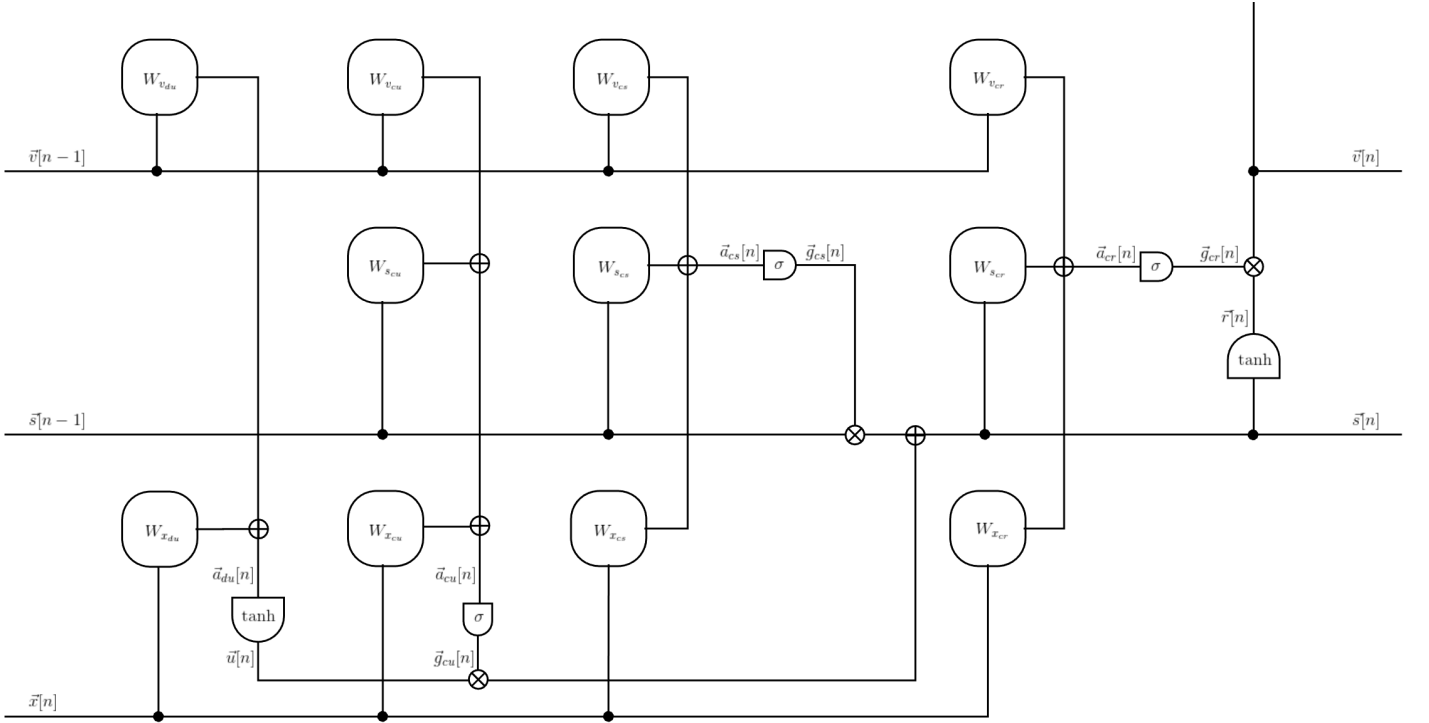 W_{v_{du}} W_{v_{cu}} W_{v_{cs}} W_{v_{cr}}
\vec{v}[n − 1] \vec{v}[n]
W_{s_{cu}} W_{s_{cs}} \vec{a}_{cs}[n] σ \vec{g}_{cs}[n] W_{s_{cr}} \vec{a}_{cr}[n] σ \vec{g}_{cr}[n]
\vec{r}[n]
tanh
\vec{s}[n − 1] \vec{s}[n]
W_{x_{du}} W_{x_{cu}} W_{x_{cs}} W_{x_{cr}}
\vec{a}_{du}[n] \vec{a}_{cu}[n]
tanh σ
\vec{u}[n] \vec{g}_{cu}[n]
\vec{x}[n]